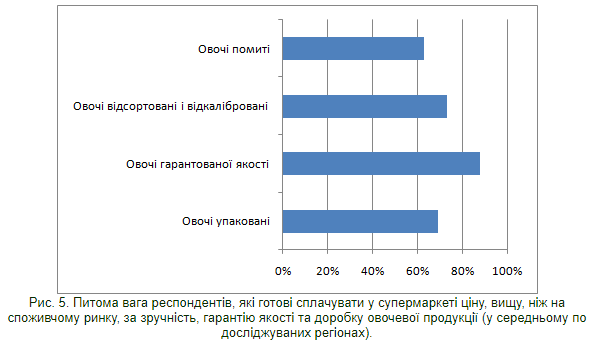 Овочі помиті
Овочі відсортовані і відкалібровані
Овочі гарантованої якості
Овочі упаковані
0% 20% 40% 60% 80% 100%
Рис. 5. Питома вага респондентів, які готові сплачувати у супермаркеті ціну, вищу, ніж на
споживчому ринку, за зручність, гарантію якості та доробку овочевої продукції (у середньому по
досліджуваних регіонах).